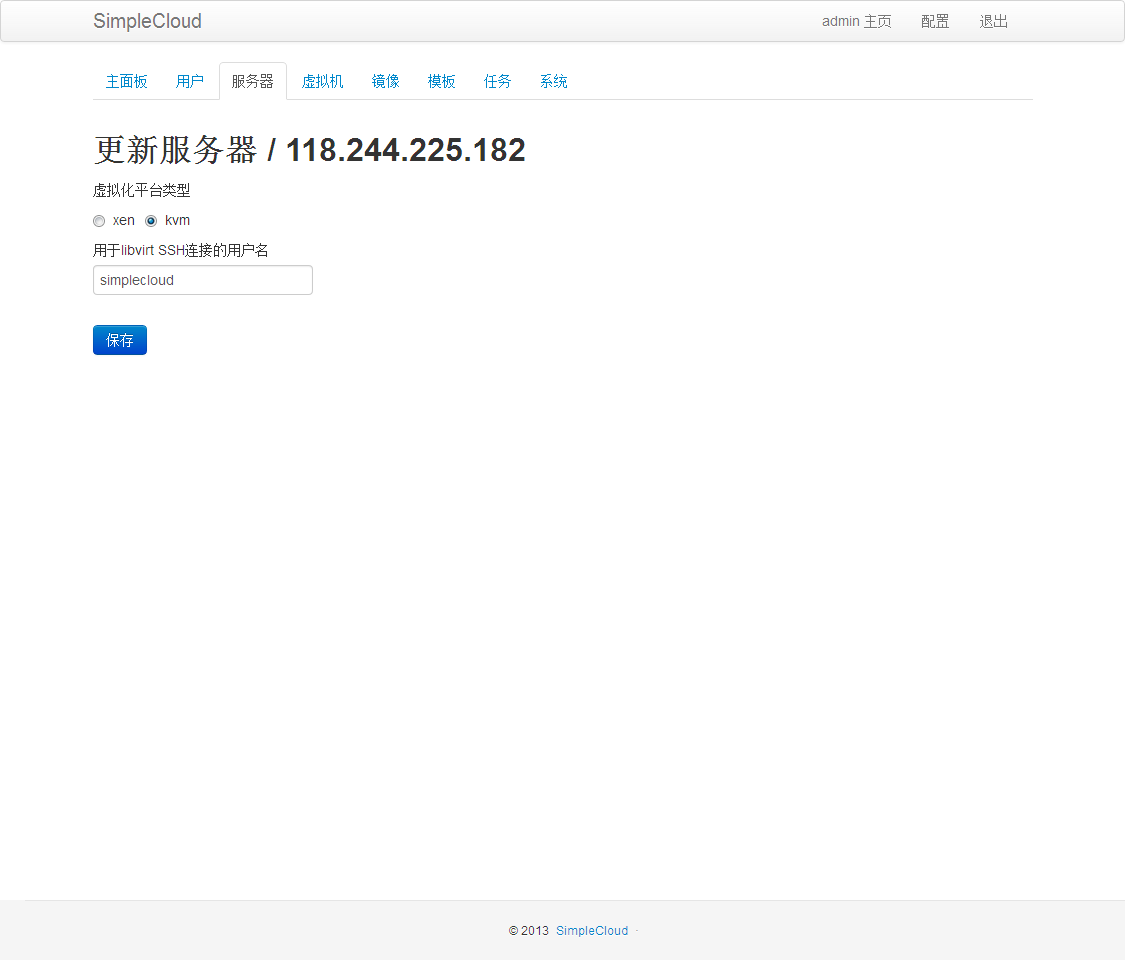 SimpleCloud admin 主页 配置 退出
主面板 用户 服务器 虚拟机 镜像 模板 任务 系统
更新服务器 / 118.244.225.182
虚拟化平台类型
xen kvm
用于libvirt SSH连接的用户名
simplecloud
保存
© 2013 SimpleCloud -